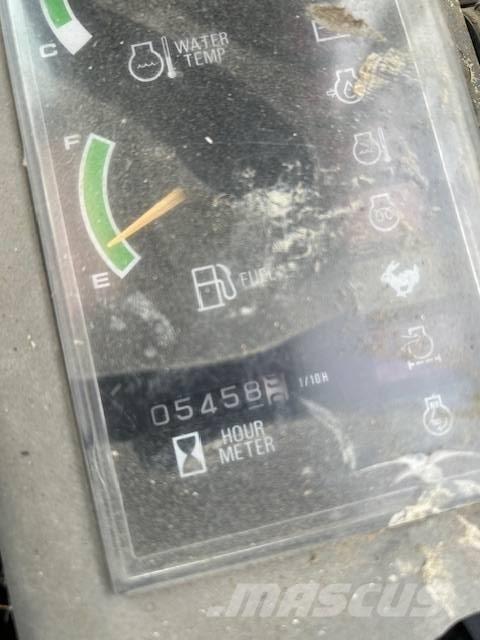 C
WATER
TEMP
F
E
FUEL
05458
1/10H
HOUR
METER
MASCUS